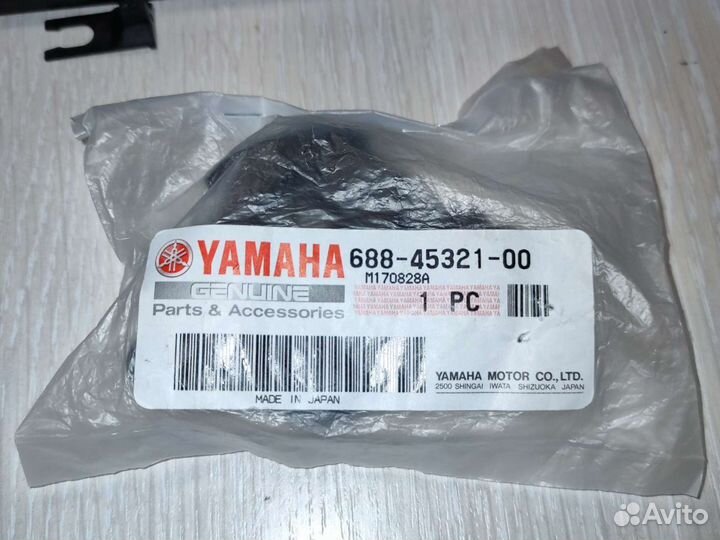 YAMAHA 688-45321-00
GENUINE M170828A
Parts & Accessories 1 PC
YAMAHA MOTOR CO., LTD.
2500 SHINGAI IWATA SHIZUOKA JAPAN
MADE IN JAPAN
Avito